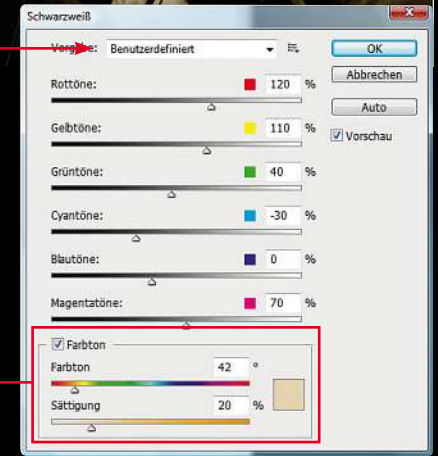 Schwarzweiß
Vorgabe: Benutzerdefiniert OK
Abbrechen
Rottöne: 120 %
Auto
Gelbtöne: 110 % Vorschau
Grüntöne: 40 %
Cyantöne: -30 %
Blautöne: 0 %
Magentatöne: 70 %
Farbton
Farbton 42 °
Sättigung 20 %